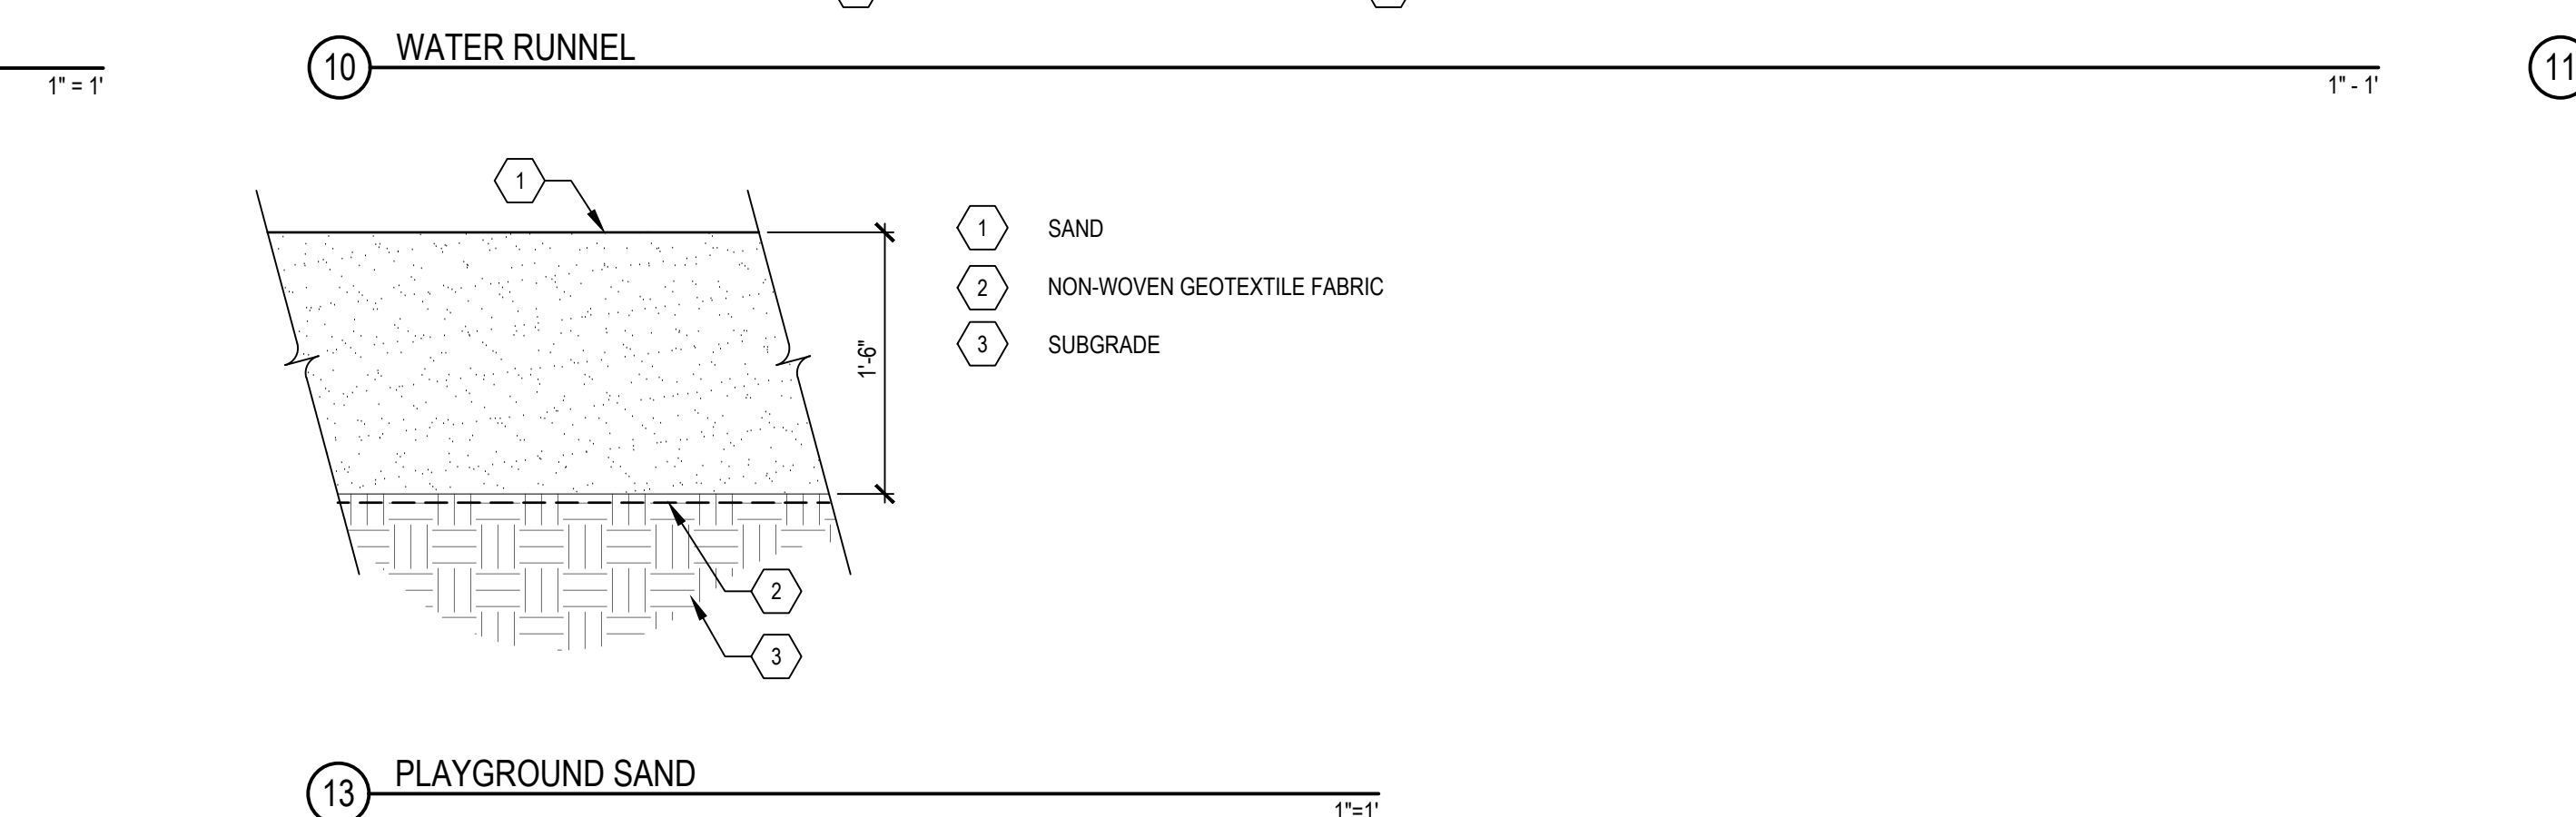 10 WATER RUNNEL
1" = 1'
1" - 1'
11
1
1 SAND
2 NON-WOVEN GEOTEXTILE FABRIC
3 SUBGRADE
1'-6"
2
3
13 PLAYGROUND SAND
1"=1'